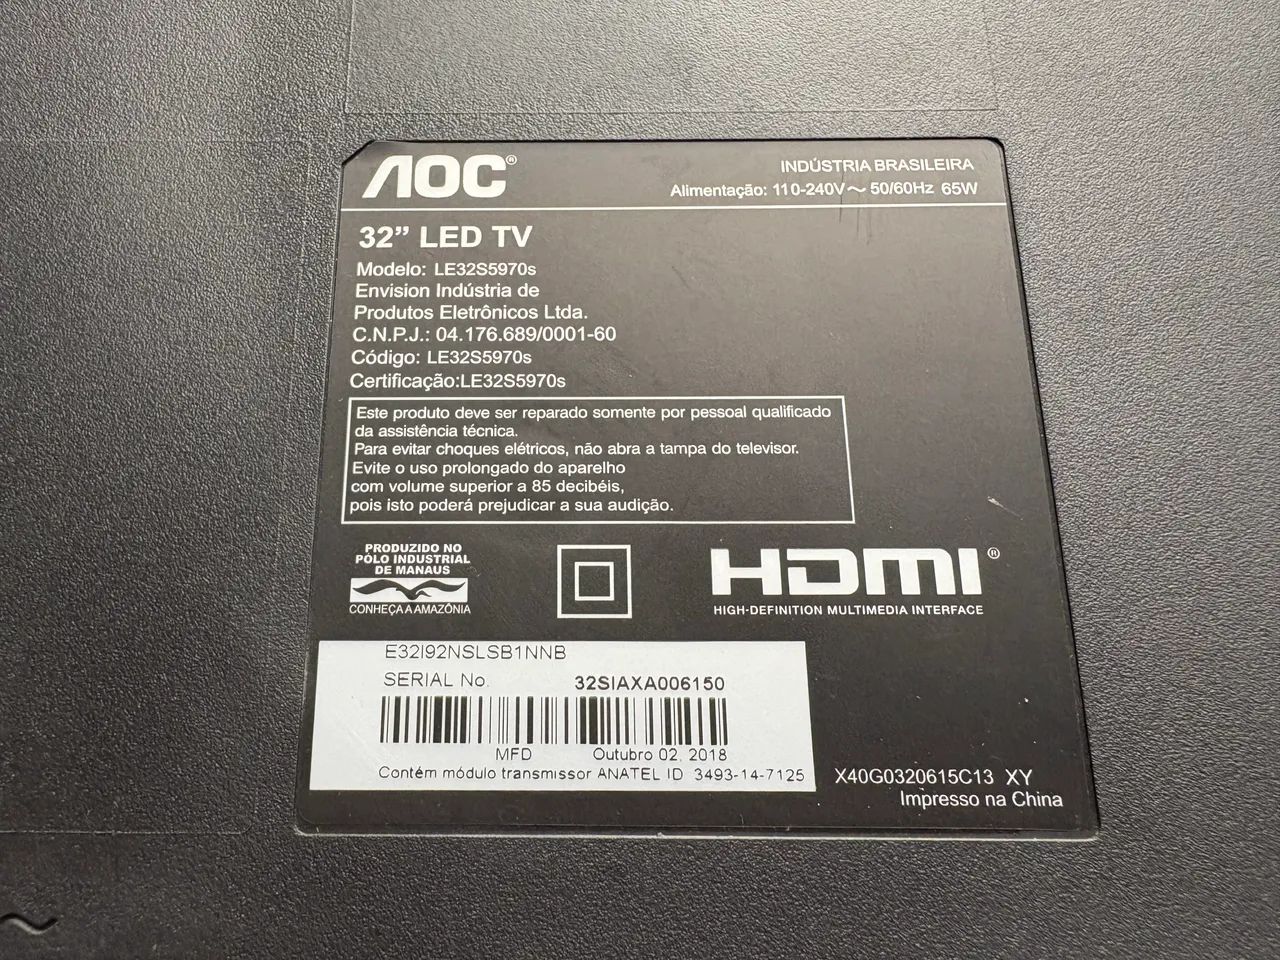 AOC®
INDÚSTRIA BRASILEIRA
Alimentação: 110-240V～ 50/60Hz 65W
32” LED TV
Modelo: LE32S5970s
Envision Indústria de
Produtos Eletrônicos Ltda.
C.N.P.J.: 04.176.689/0001-60
Código: LE32S5970s
Certificação:LE32S5970s
Este produto deve ser reparado somente por pessoal qualificado
da assistência técnica.
Para evitar choques elétricos, não abra a tampa do televisor.
Evite o uso prolongado do aparelho
com volume superior a 85 decibéis,
pois isto poderá prejudicar a sua audição.
PRODUZIDO NO
PÓLO INDUSTRIAL
DE MANAUS
CONHEÇA A AMAZÔNIA
HDMI®
HIGH-DEFINITION MULTIMEDIA INTERFACE
E32I92NSLSB1NNB
SERIAL No. 32SIAXA006150
MFD Outubro 02, 2018
Contém módulo transmissor ANATEL ID 3493-14-7125
X40G0320615C13 XY
Impresso na China